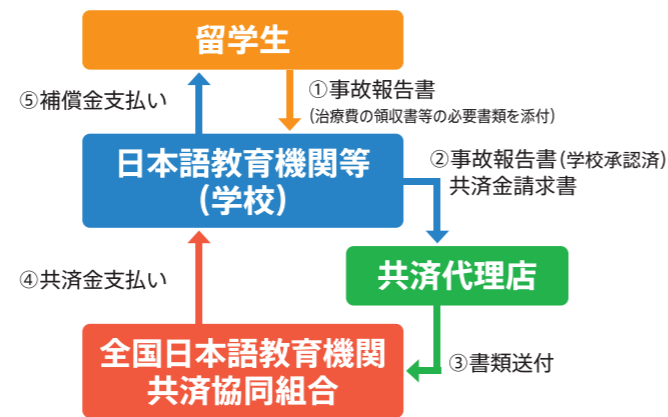 留学生
①事故報告書
(治療費の領収書等の必要書類を添付)
⑤補償金支払い
日本語教育機関等
(学校)
②事故報告書(学校承認済)
共済金請求書
共済代理店
④共済金支払い
全国日本語教育機関
共済協同組合
③書類送付